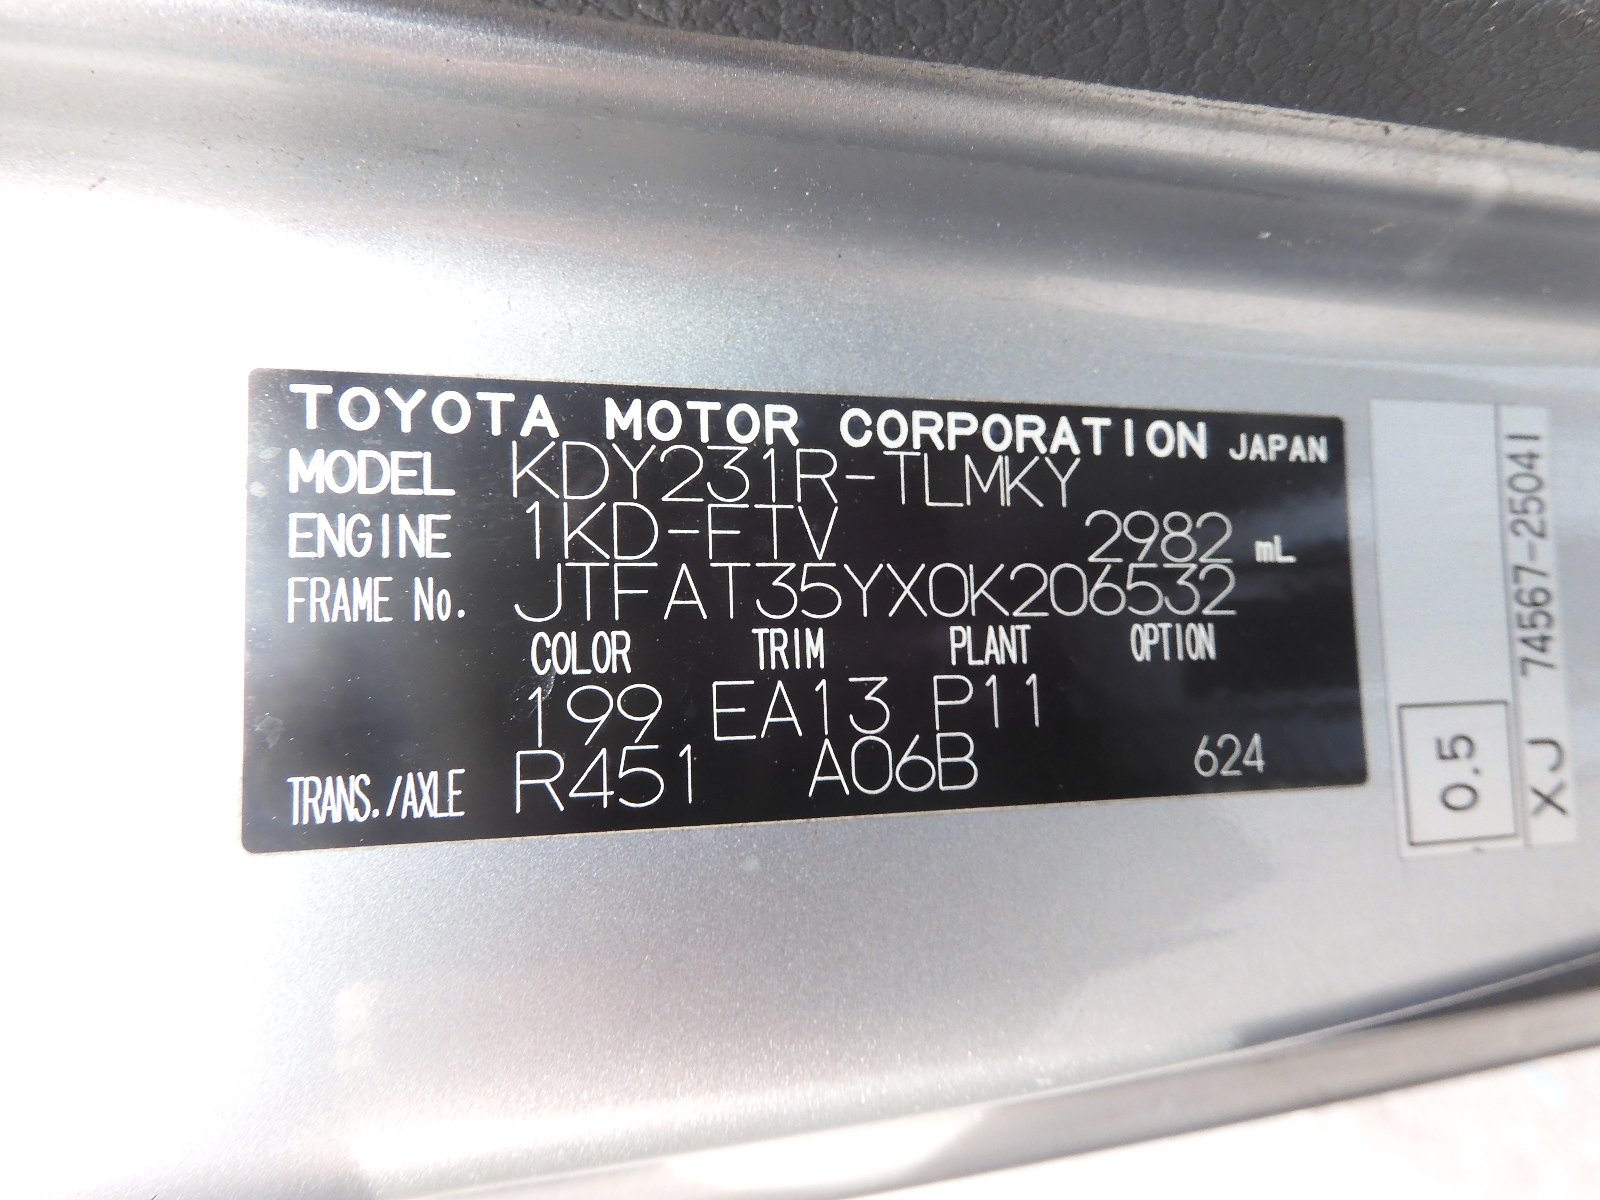 TOYOTA MOTOR CORPORATION JAPAN
MODEL KDY231R-TLMKY
ENGINE 1KD-FTV 2982 mL
FRAME No. JTFAT35YX0K206532
COLOR TRIM PLANT OPTION
199 EA13 P11
TRANS./AXLE R451 A06B 624
0.5
XJ 74567-25041